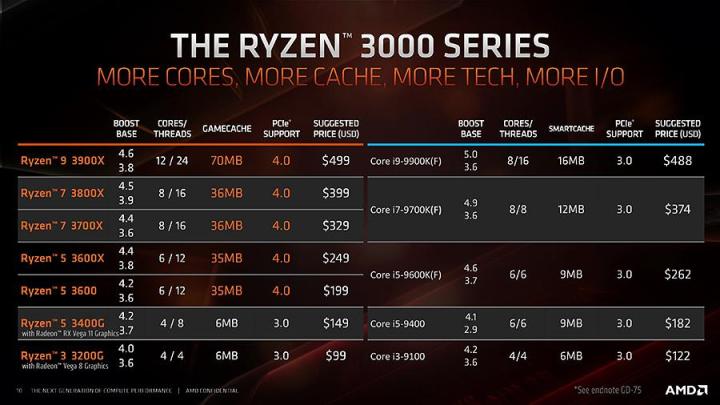 THE RYZEN™ 3000 SERIES
MORE CORES, MORE CACHE, MORE TECH, MORE I/O
BOOST BASE CORES/ THREADS GAMECACHE PCIe® SUPPORT SUGGESTED PRICE (USD)
Ryzen™ 9 3900X 4.6 3.8 12 / 24 70MB 4.0 $499
Ryzen™ 7 3800X 4.5 3.9 8 / 16 36MB 4.0 $399
Ryzen™ 7 3700X 4.4 3.6 8 / 16 36MB 4.0 $329
Ryzen™ 5 3600X 4.4 3.8 6 / 12 35MB 4.0 $249
Ryzen™ 5 3600 4.2 3.6 6 / 12 35MB 4.0 $199
Ryzen™ 5 3400G 4.2 3.7 4 / 8 6MB 3.0 $149
with Radeon™ RX Vega 11 Graphics
Ryzen™ 3 3200G 4.0 3.6 4 / 4 6MB 3.0 $99
with Radeon™ Vega 8 Graphics
BOOST BASE CORES/ THREADS SMARTCACHE PCIe® SUPPORT SUGGESTED PRICE (USD)
Core i9-9900K(F) 5.0 3.6 8/16 16MB 3.0 $488
Core i7-9700K(F) 4.9 3.6 8/8 12MB 3.0 $374
Core i5-9600K(F) 4.6 3.7 6/6 9MB 3.0 $262
Core i5-9400 4.1 2.9 6/6 9MB 3.0 $182
Core i3-9100 4.2 3.6 4/4 6MB 3.0 $122
10 THE NEXT GENERATION OF COMPUTE PERFORMANCE | AMD CONFIDENTIAL
*See endnote GD-75
AMD